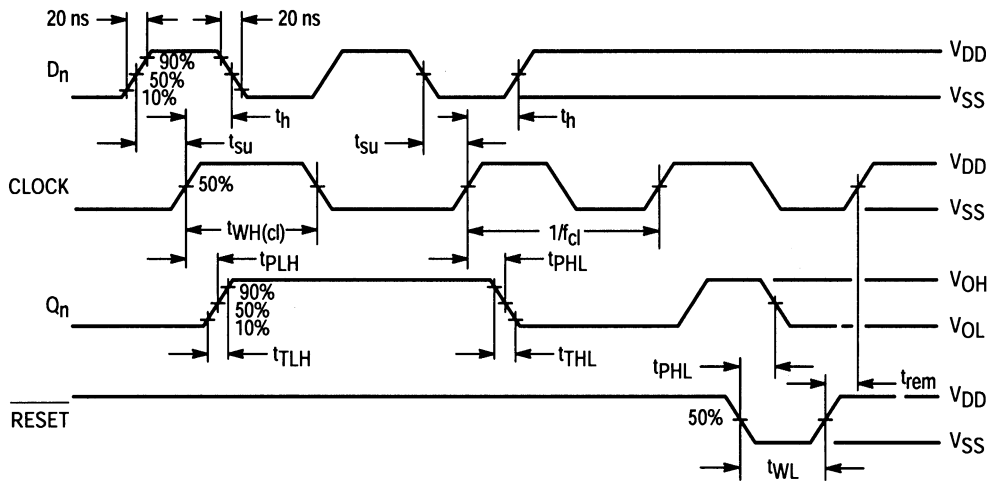 20 ns 20 ns
Dn 90% VDD
50%
10% VSS
th th
tsu tsu
CLOCK 50% VDD
VSS
tWH(cl) 1/fcl
tPLH tPHL
Qn 90% VOH
50%
10% VOL
tTLH tTHL
tPHL trem
RESET 50% VDD
VSS
tWL